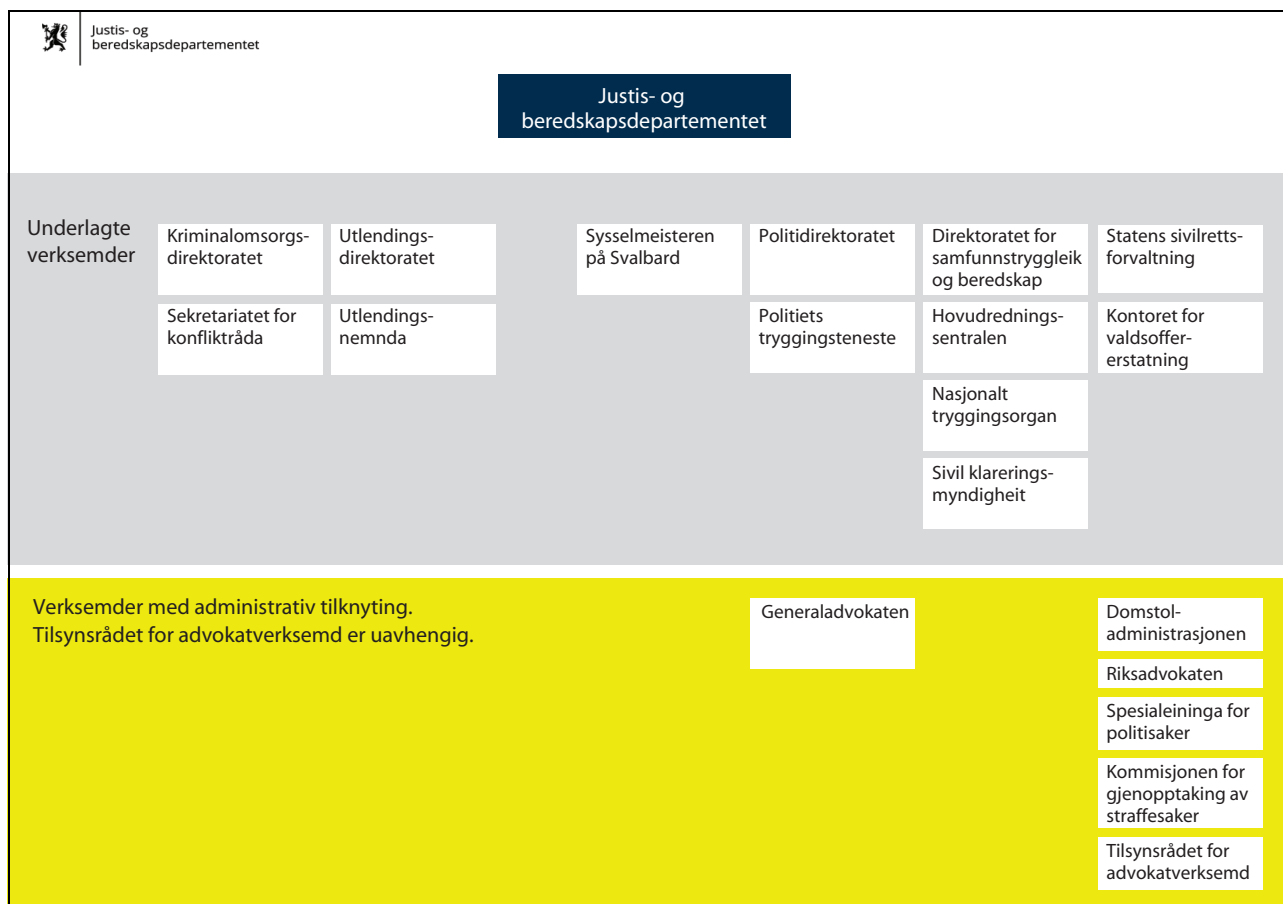 Justis- og
beredskapsdepartementet
Justis- og
beredskapsdepartementet
Underlagte
verksemder
Kriminalomsorgs-
direktoratet
Utlendings-
direktoratet
Sysselmeisteren
på Svalbard
Politidirektoratet
Direktoratet for
samfunnstryggleik
og beredskap
Statens sivilretts-
forvaltning
Sekretariatet for
konfliktråda
Utlendings-
nemnda
Politiets
tryggingsteneste
Hovudrednings-
sentralen
Kontoret for
valdsoffer-
erstatning
Nasjonalt
tryggingsorgan
Sivil klarerings-
myndigheit
Verksemder med administrativ tilknyting.
Tilsynsrådet for advokatverksemd er uavhengig.
Generaladvokaten
Domstol-
administrasjonen
Riksadvokaten
Spesialeininga for
politisaker
Kommisjonen for
gjenopptaking av
straffesaker
Tilsynsrådet for
advokatverksemd